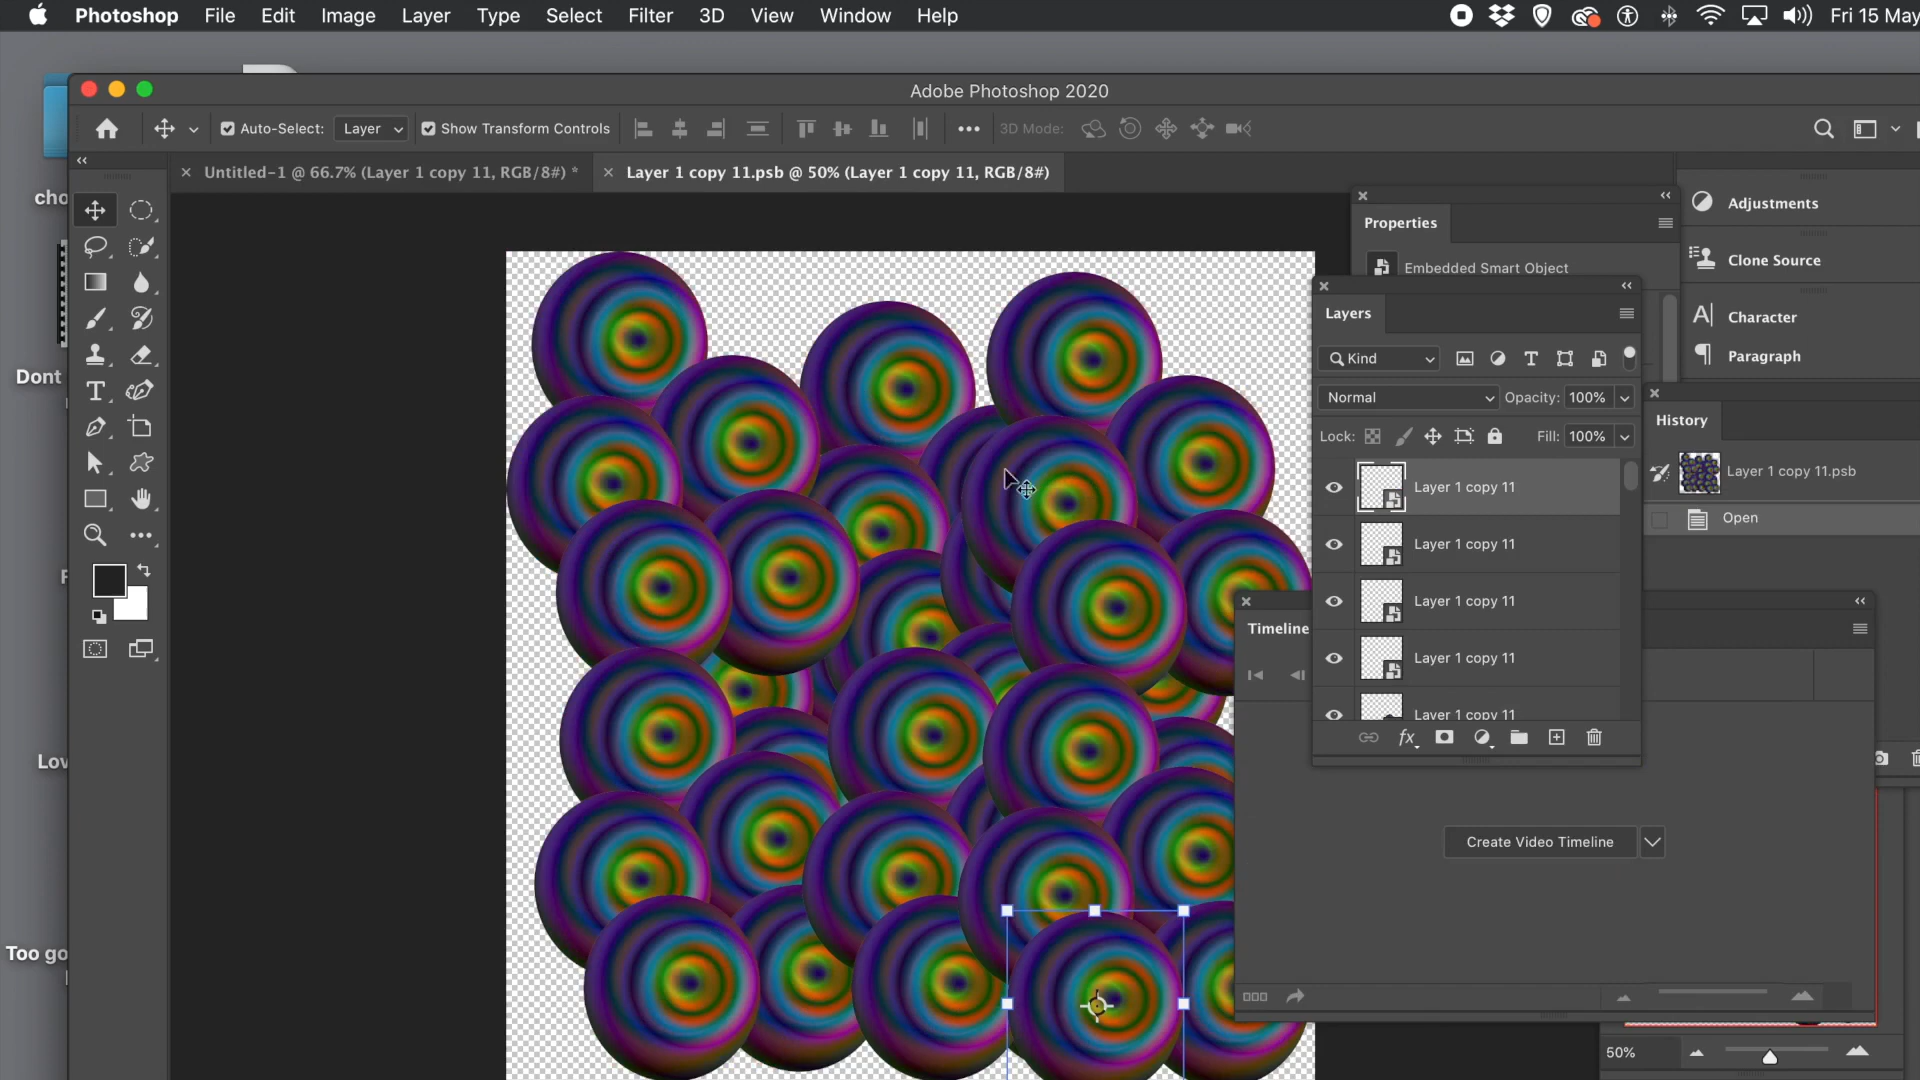 Photoshop File Edit Image Layer Type Select Filter 3D View Window Help Fri 15 May
Adobe Photoshop 2020
Auto-Select: Layer Show Transform Controls 3D Mode:
Untitled-1 @ 66.7% (Layer 1 copy 11, RGB/8#) *
Layer 1 copy 11.psb @ 50% (Layer 1 copy 11, RGB/8#)
cho
Dont
Lov
Too go
Properties
Embedded Smart Object
Adjustments
Clone Source
Character
Paragraph
Layers
Kind
Normal Opacity: 100%
Lock: Fill: 100%
Layer 1 copy 11
Layer 1 copy 11
Layer 1 copy 11
Layer 1 copy 11
Layer 1 copy 11
fx
History
Layer 1 copy 11.psb
Open
Timeline
Create Video Timeline
50%